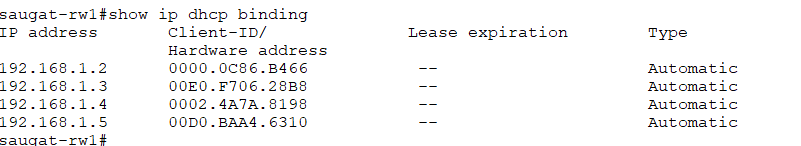 saugat-rw1#show ip dhcp binding
IP address       Client-ID/              Lease expiration        Type
                 Hardware address
192.168.1.2      0000.0C86.B466           --                     Automatic
192.168.1.3      00E0.F706.28B8           --                     Automatic
192.168.1.4      0002.4A7A.8198           --                     Automatic
192.168.1.5      00D0.BAA4.6310           --                     Automatic
saugat-rw1#